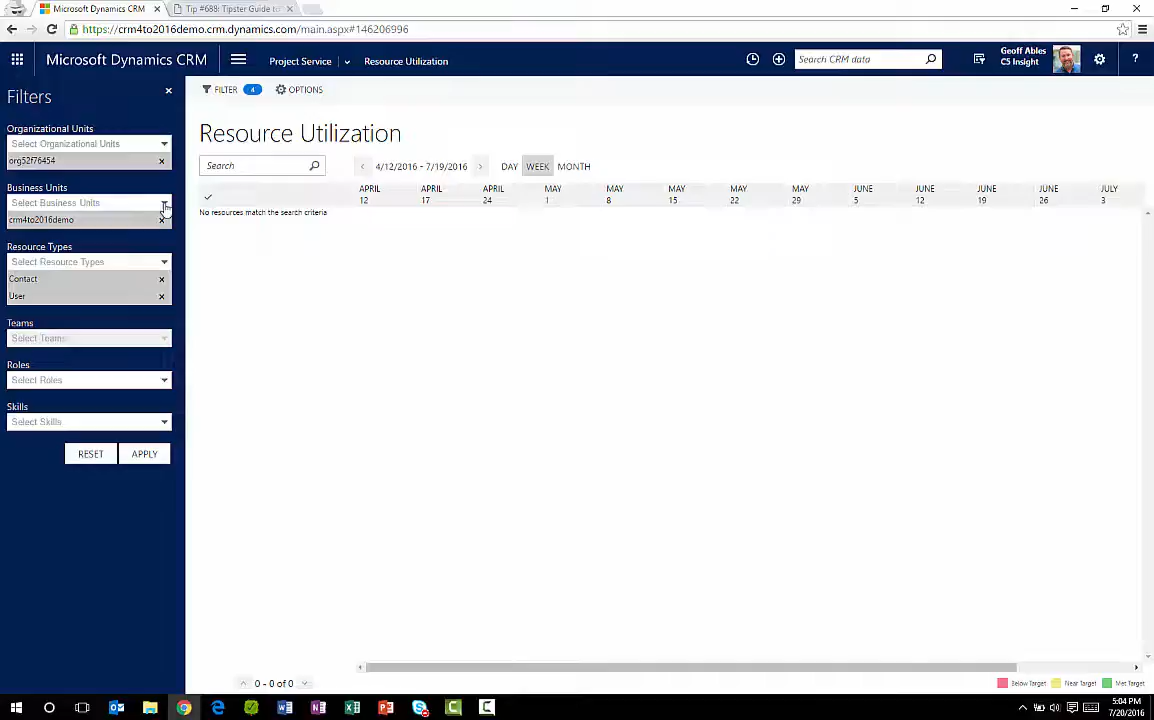 Microsoft Dynamics CRM
Tip #688: Tipster Guide to
https://crm4to2016demo.crm.dynamics.com/main.aspx#146206996
Microsoft Dynamics CRM
Project Service
Resource Utilization
Search CRM data
Geoff Ables
C5 Insight
?
Filters
FILTER
4
OPTIONS
Organizational Units
Select Organizational Units
org52f76454
Business Units
Select Business Units
crm4to2016demo
Resource Types
Select Resource Types
Contact
User
Teams
Select Teams
Roles
Select Roles
Skills
Select Skills
RESET
APPLY
Resource Utilization
Search
4/12/2016 - 7/19/2016
DAY
WEEK
MONTH
APRIL APRIL APRIL MAY MAY MAY MAY MAY JUNE JUNE JUNE JUNE JULY
12 17 24 1 8 15 22 29 5 12 19 26 3
No resources match the search criteria
0 - 0 of 0
Below Target
Near Target
Met Target
5:04 PM
7/20/2016